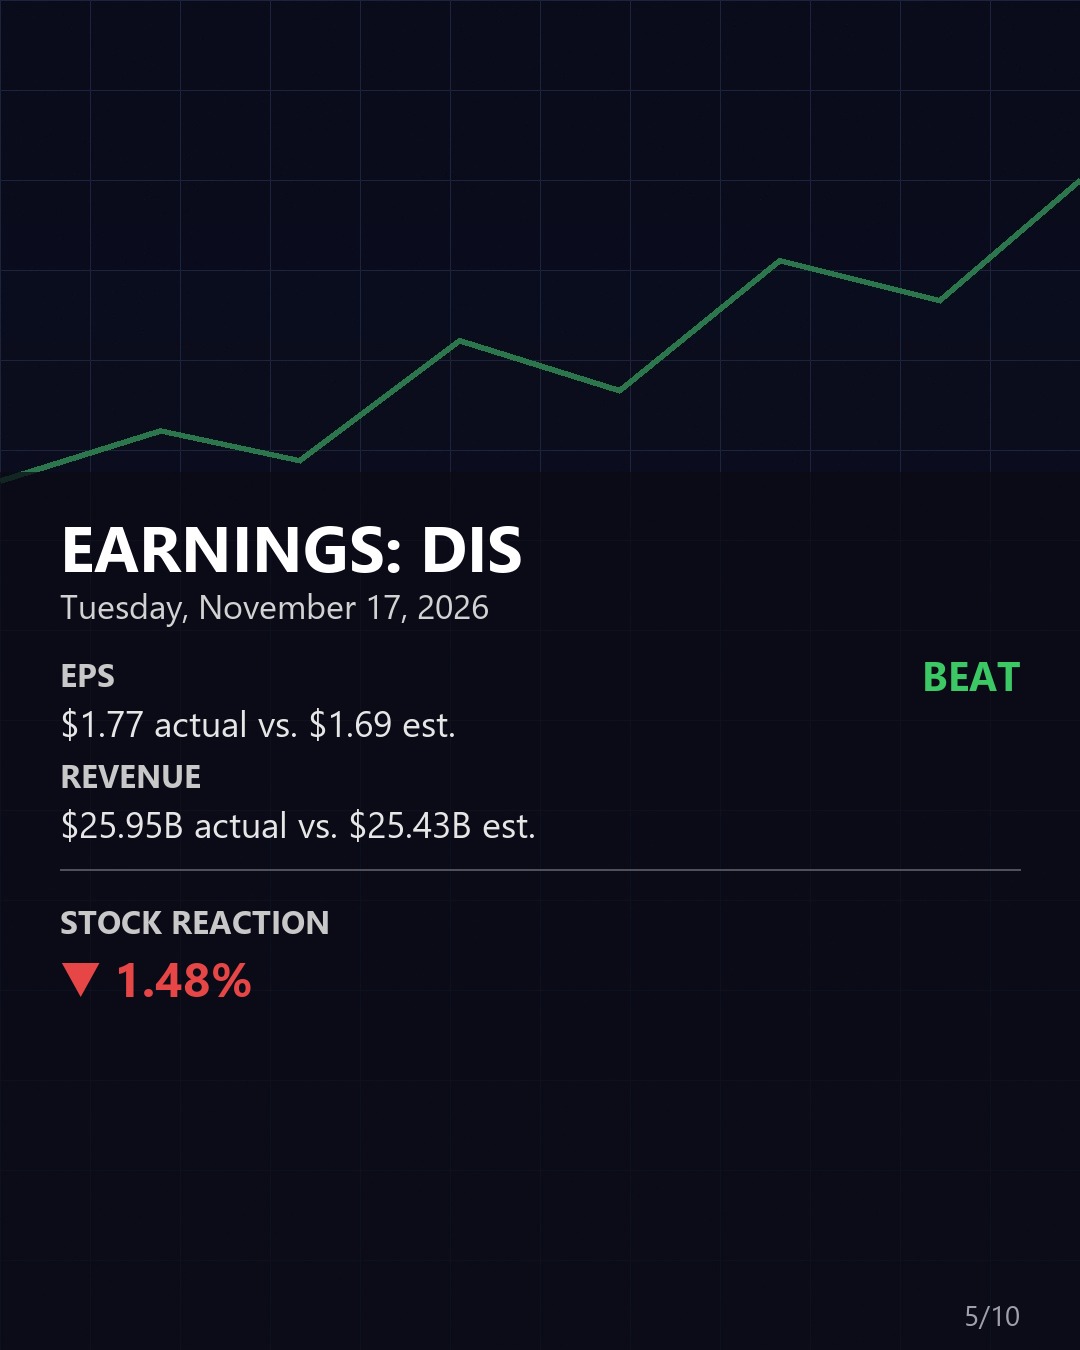 EARNINGS: DIS
Tuesday, November 17, 2026
EPS
BEAT
$1.77 actual vs. $1.69 est.
REVENUE
$25.95B actual vs. $25.43B est.
STOCK REACTION
▼ 1.48%
5/10